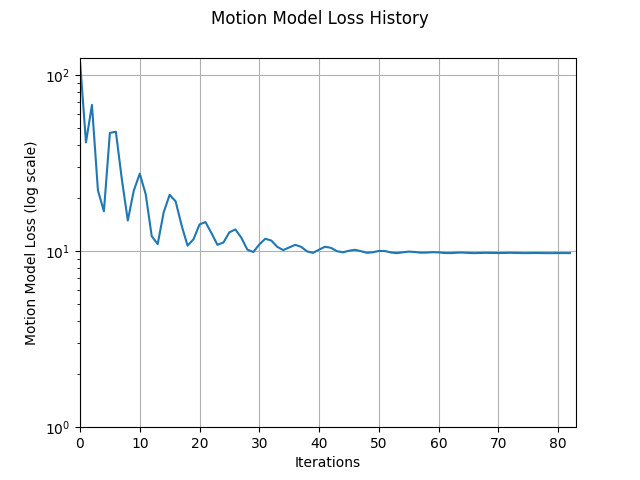 Motion Model Loss History
Motion Model Loss (log scale)
10²
10¹
10⁰
0 10 20 30 40 50 60 70 80
Iterations